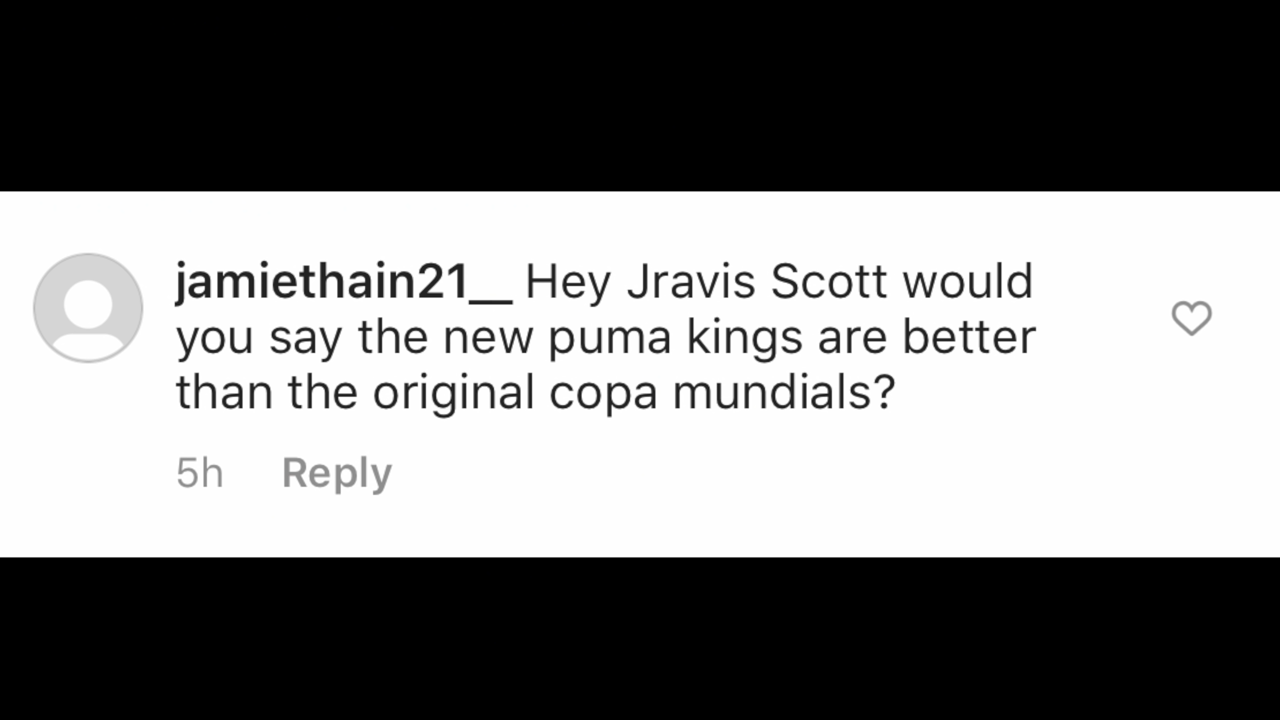 jamiethain21__ Hey Jravis Scott would
you say the new puma kings are better
than the original copa mundials?
5h Reply